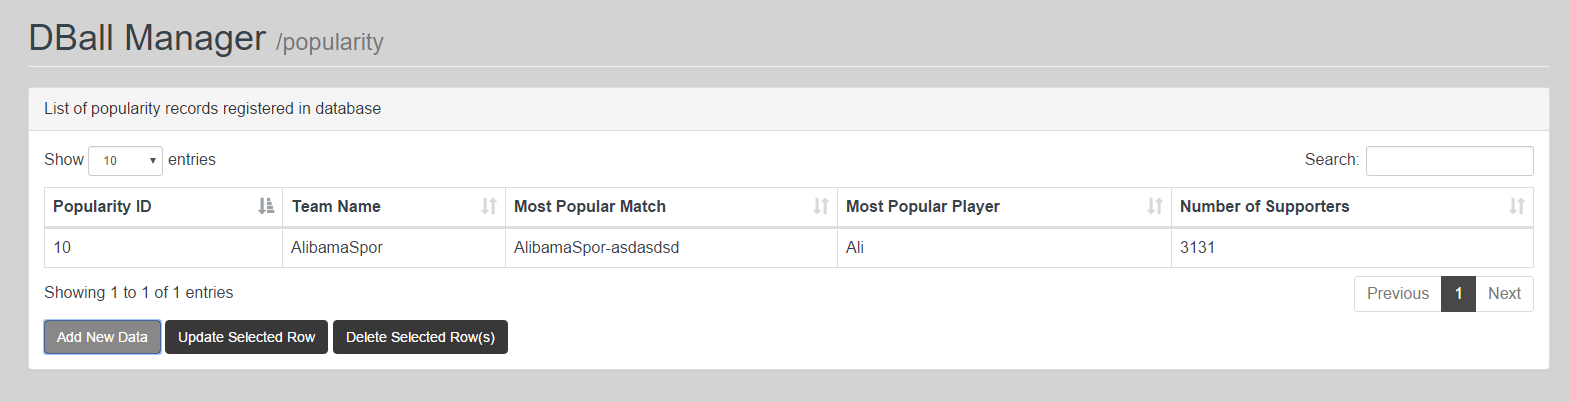 DBall Manager /popularity
List of popularity records registered in database
Show 10 entries Search:
Popularity ID Team Name Most Popular Match Most Popular Player Number of Supporters
10 AlibamaSpor AlibamaSpor-asdasdsd Ali 3131
Showing 1 to 1 of 1 entries Previous 1 Next
Add New Data Update Selected Row Delete Selected Row(s)